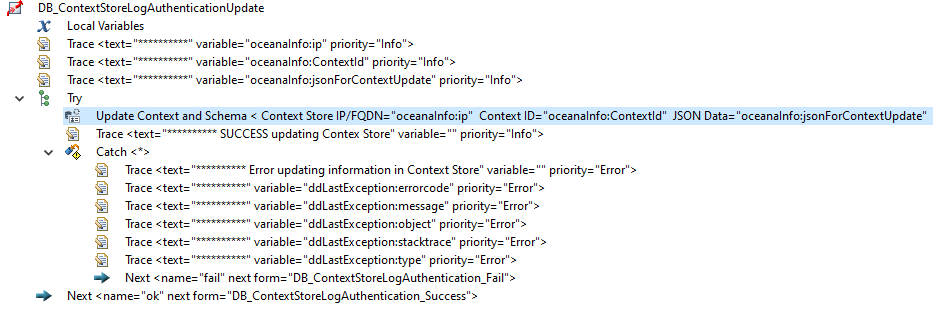 DB_ContextStoreLogAuthenticationUpdate
Local Variables
Trace <text="**********" variable="oceanaInfo:ip" priority="Info">
Trace <text="**********" variable="oceanaInfo:ContextId" priority="Info">
Trace <text="**********" variable="oceanaInfo:jsonForContextUpdate" priority="Info">
Try
Update Context and Schema < Context Store IP/FQDN="oceanaInfo:ip"  Context ID="oceanaInfo:ContextId"  JSON Data="oceanaInfo:jsonForContextUpdate"
Trace <text="********** SUCCESS updating Contex Store" variable="" priority="Info">
Catch <*>
Trace <text="********** Error updating information in Context Store" variable="" priority="Error">
Trace <text="**********" variable="ddLastException:errorcode" priority="Error">
Trace <text="**********" variable="ddLastException:message" priority="Error">
Trace <text="**********" variable="ddLastException:object" priority="Error">
Trace <text="**********" variable="ddLastException:stacktrace" priority="Error">
Trace <text="**********" variable="ddLastException:type" priority="Error">
Next <name="fail" next form="DB_ContextStoreLogAuthentication_Fail">
Next <name="ok" next form="DB_ContextStoreLogAuthentication_Success">